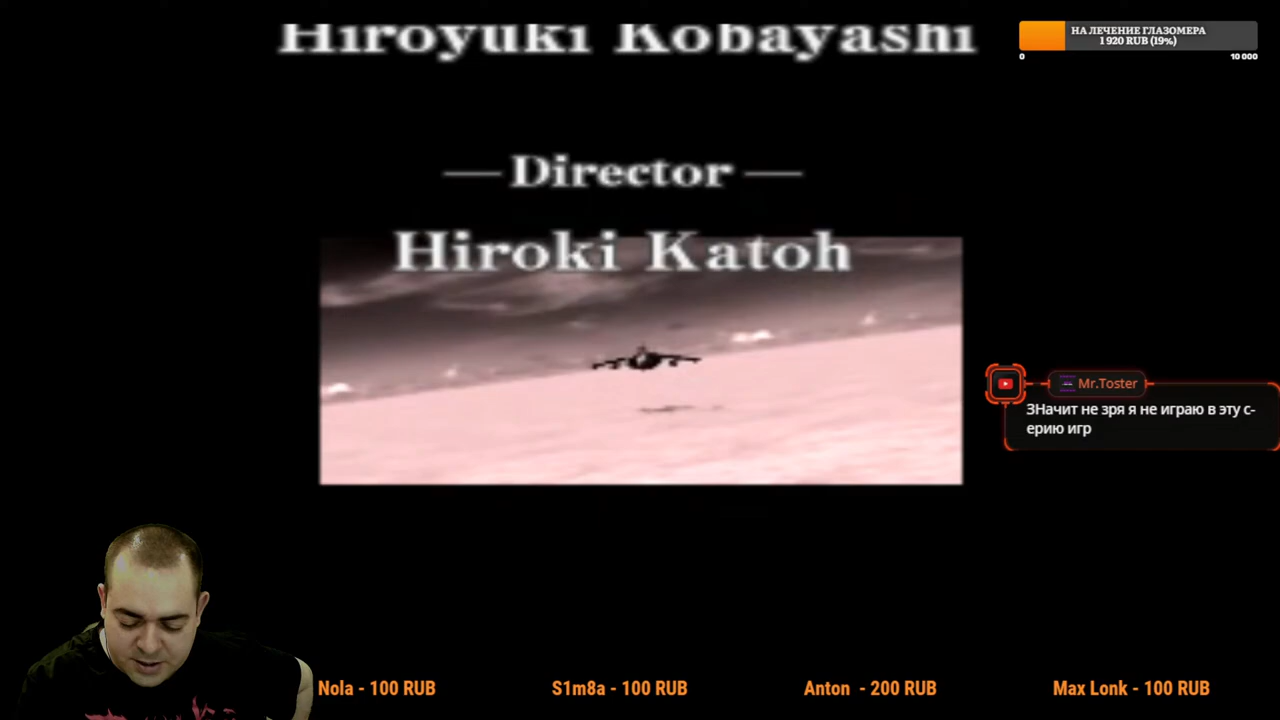 Hiroyuki Kobayashi
— Director —
Hiroki Katoh
НА ЛЕЧЕНИЕ ГЛАЗОМЕРА
1 920 RUB (19%)
0
10 000
Mr.Toster
ЗНачит не зря я не играю в эту с-
ерию игр
Nola - 100 RUB
S1m8a - 100 RUB
Anton - 200 RUB
Max Lonk - 100 RUB